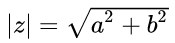 |z| = √(a² + b²)